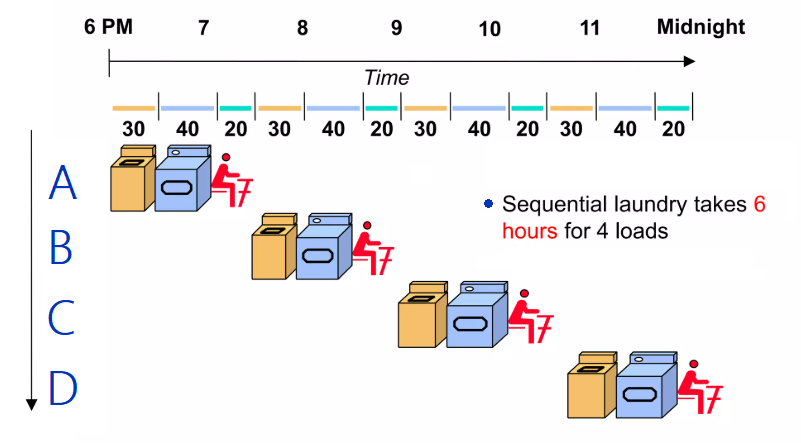 6 PM 7 8 9 10 11 Midnight
Time
30 40 20 30 40 20 30 40 20 30 40 20
A
• Sequential laundry takes 6
hours for 4 loads
B
C
D